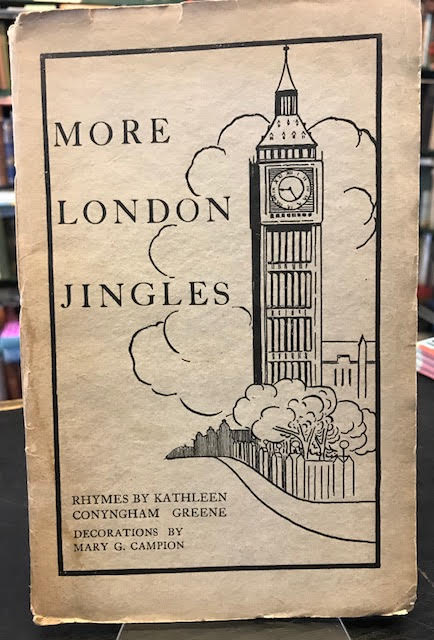 MORE
LONDON
JINGLES
RHYMES BY KATHLEEN
CONYNGHAM GREENE
DECORATIONS BY
MARY G. CAMPION